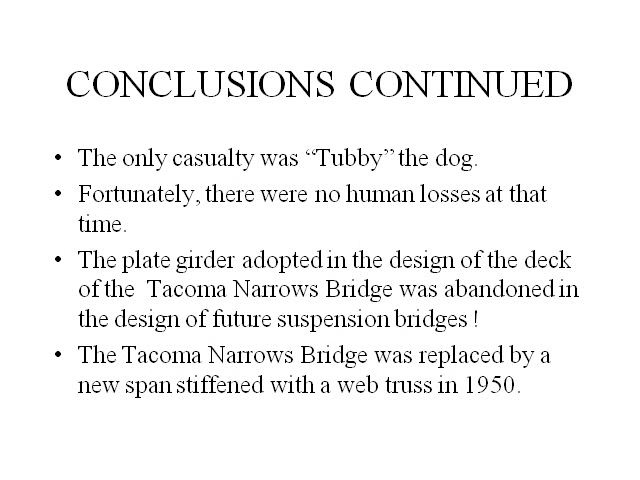 CONCLUSIONS CONTINUED
• The only casualty was “Tubby” the dog.
• Fortunately, there were no human losses at that
time.
• The plate girder adopted in the design of the deck
of the  Tacoma Narrows Bridge was abandoned in
the design of future suspension bridges !
• The Tacoma Narrows Bridge was replaced by a
new span stiffened with a web truss in 1950.